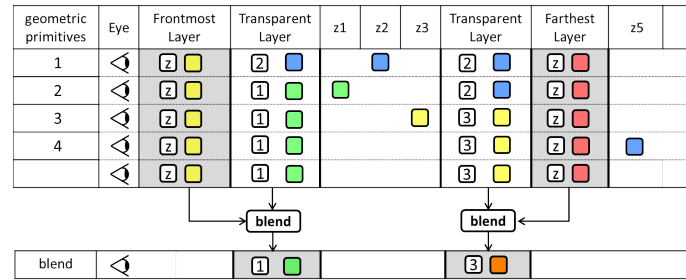 geometric primitives Eye Frontmost Layer Transparent Layer z1 z2 z3 Transparent Layer Farthest Layer z5
1 z 2 2 z
2 z 1 2 z
3 z 1 3 z
4 z 1 3 z
z 1 3 z
blend blend
blend 1 3